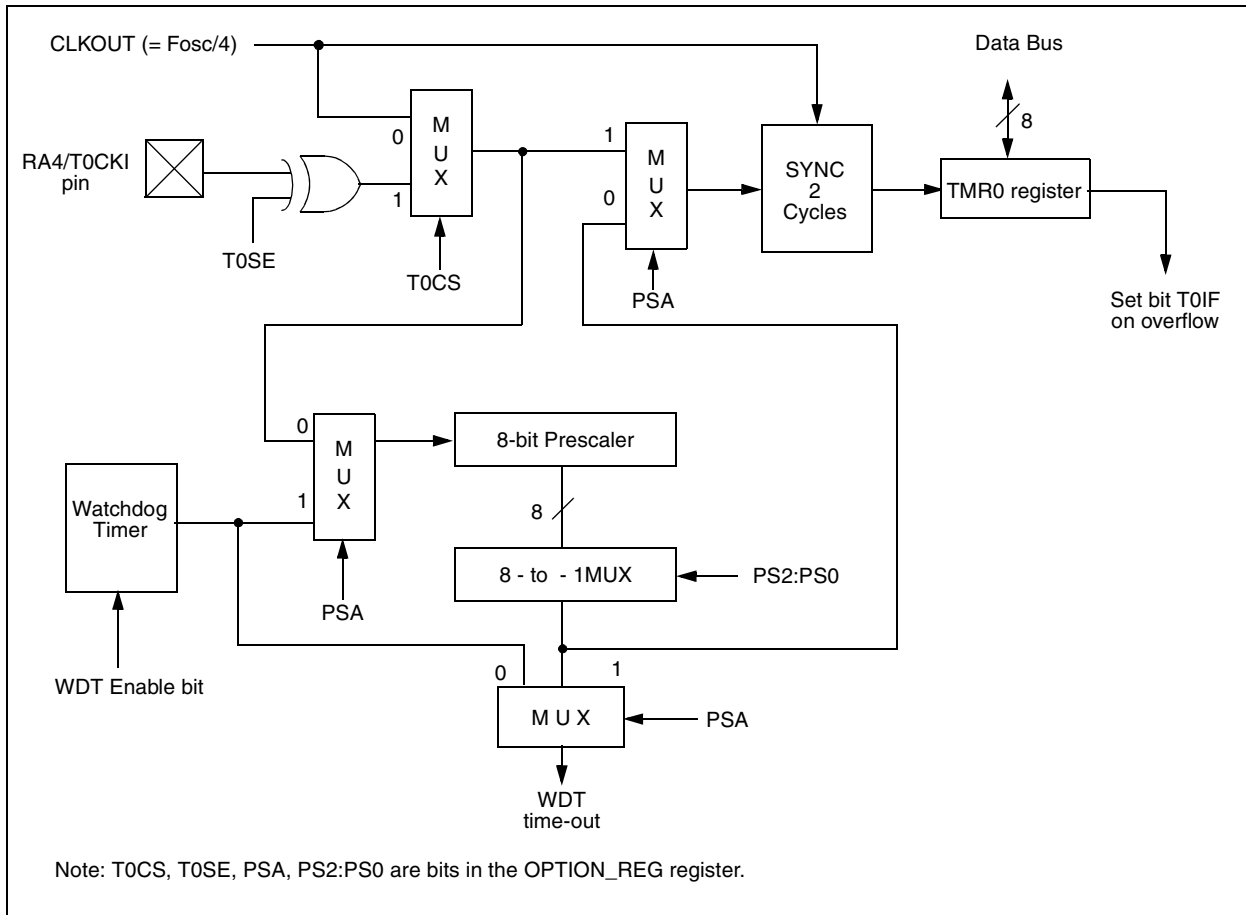 CLKOUT (= Fosc/4)
Data Bus
M
U
X
0
1
RA4/T0CKI
pin
T0SE
T0CS
M
U
X
1
0
PSA
SYNC
2
Cycles
8
TMR0 register
Set bit T0IF
on overflow
0
1
M
U
X
PSA
8-bit Prescaler
Watchdog
Timer
8
8 - to - 1MUX
PS2:PS0
WDT Enable bit
0
1
M U X
PSA
WDT
time-out
Note: T0CS, T0SE, PSA, PS2:PS0 are bits in the OPTION_REG register.